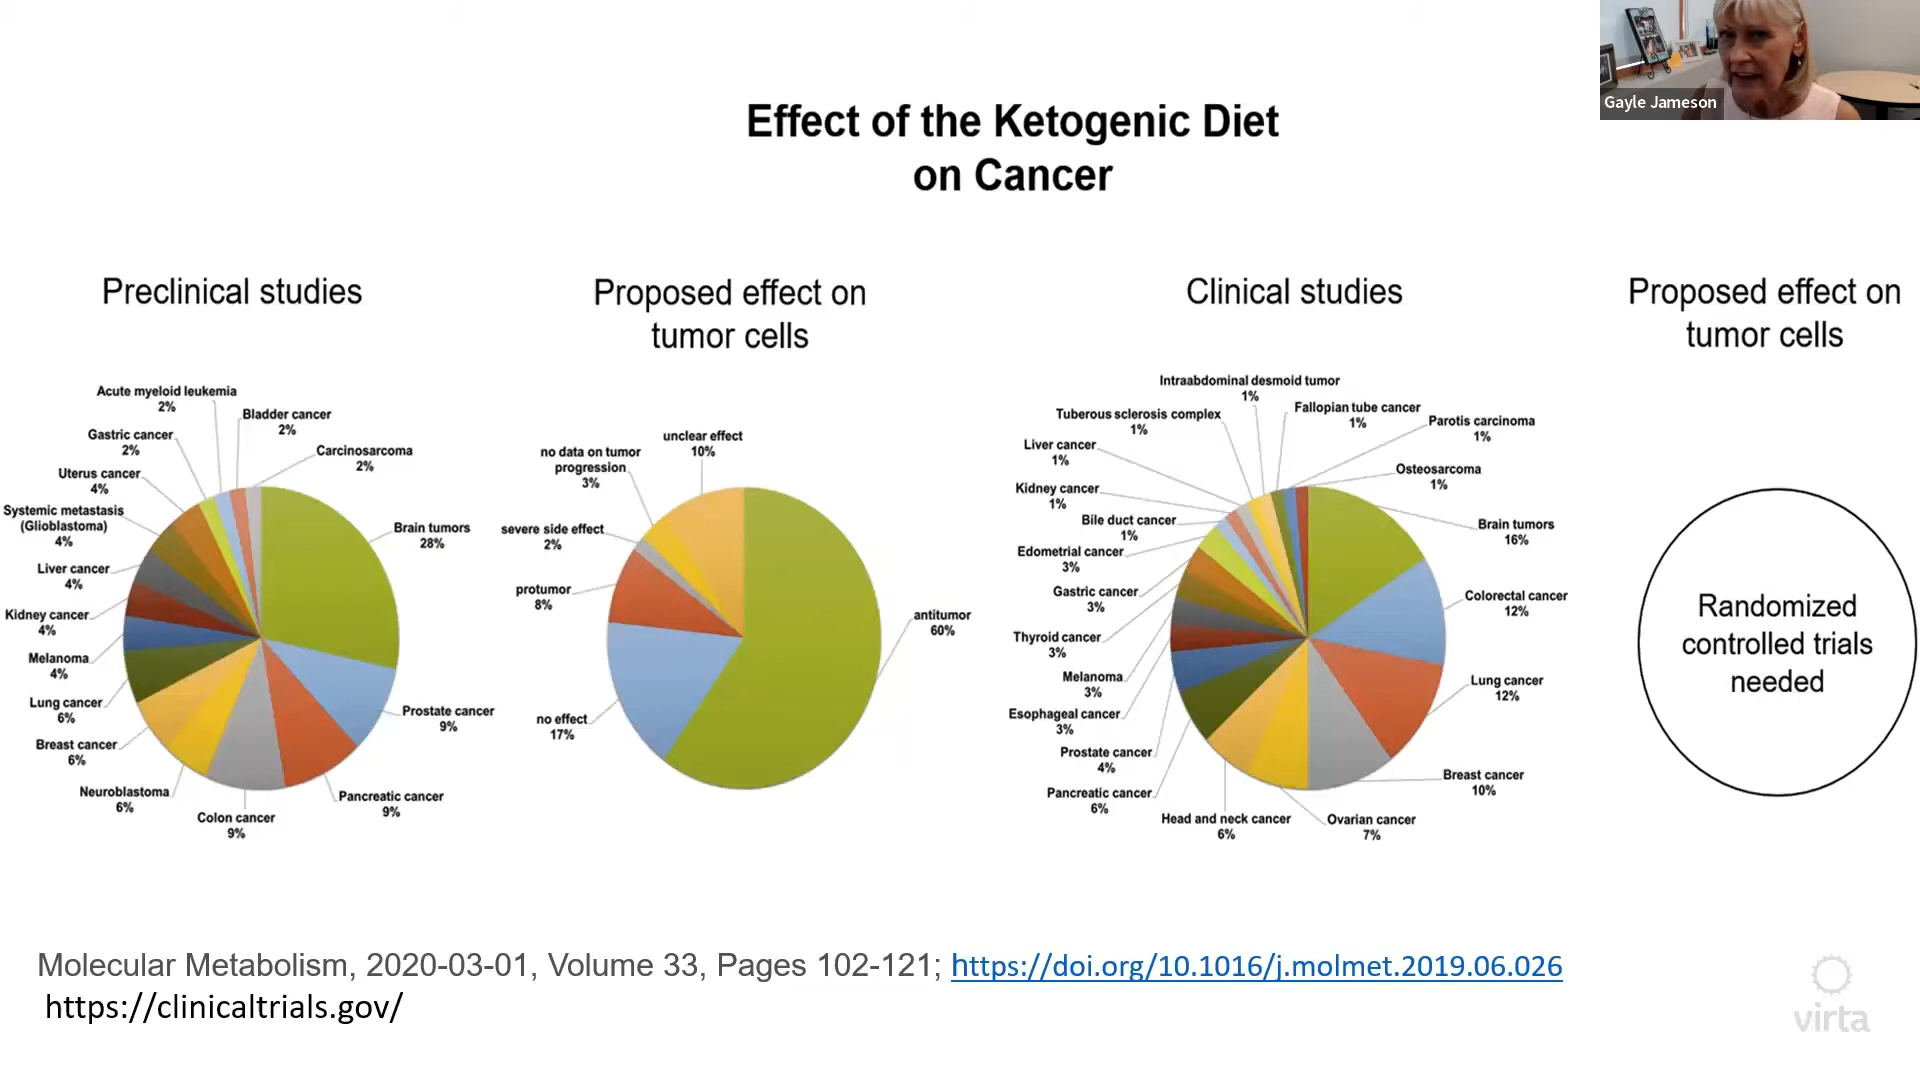 Gayle Jameson
Effect of the Ketogenic Diet
on Cancer
Preclinical studies
Acute myeloid leukemia
2%
Bladder cancer
2%
Gastric cancer
2%
Carcinosarcoma
2%
Uterus cancer
4%
Systemic metastasis
(Glioblastoma)
4%
Brain tumors
28%
Liver cancer
4%
Kidney cancer
4%
Melanoma
4%
Lung cancer
6%
Prostate cancer
9%
Breast cancer
6%
Neuroblastoma
6%
Pancreatic cancer
9%
Colon cancer
9%
Proposed effect on
tumor cells
unclear effect
10%
no data on tumor
progression
3%
severe side effect
2%
protumor
8%
antitumor
60%
no effect
17%
Clinical studies
Intraabdominal desmoid tumor
1%
Fallopian tube cancer
1%
Tuberous sclerosis complex
1%
Parotis carcinoma
1%
Liver cancer
1%
Osteosarcoma
1%
Kidney cancer
1%
Bile duct cancer
1%
Brain tumors
16%
Edometrial cancer
3%
Gastric cancer
3%
Colorectal cancer
12%
Thyroid cancer
3%
Melanoma
3%
Lung cancer
12%
Esophageal cancer
3%
Prostate cancer
4%
Breast cancer
10%
Pancreatic cancer
6%
Head and neck cancer
6%
Ovarian cancer
7%
Proposed effect on
tumor cells
Randomized
controlled trials
needed
Molecular Metabolism, 2020-03-01, Volume 33, Pages 102-121; https://doi.org/10.1016/j.molmet.2019.06.026
https://clinicaltrials.gov/
virta